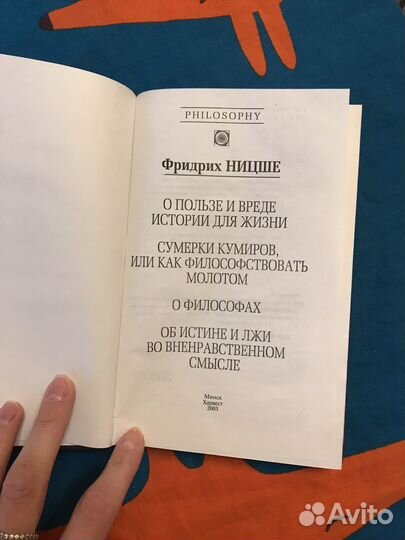 PHILOSOPHY
Фридрих НИЦШЕ
О ПОЛЬЗЕ И ВРЕДЕ
ИСТОРИИ ДЛЯ ЖИЗНИ
СУМЕРКИ КУМИРОВ,
ИЛИ КАК ФИЛОСОФСТВОВАТЬ
МОЛОТОМ
О ФИЛОСОФАХ
ОБ ИСТИНЕ И ЛЖИ
ВО ВНЕНРАВСТВЕННОМ
СМЫСЛЕ
Минск
Харвест
2003
Avito